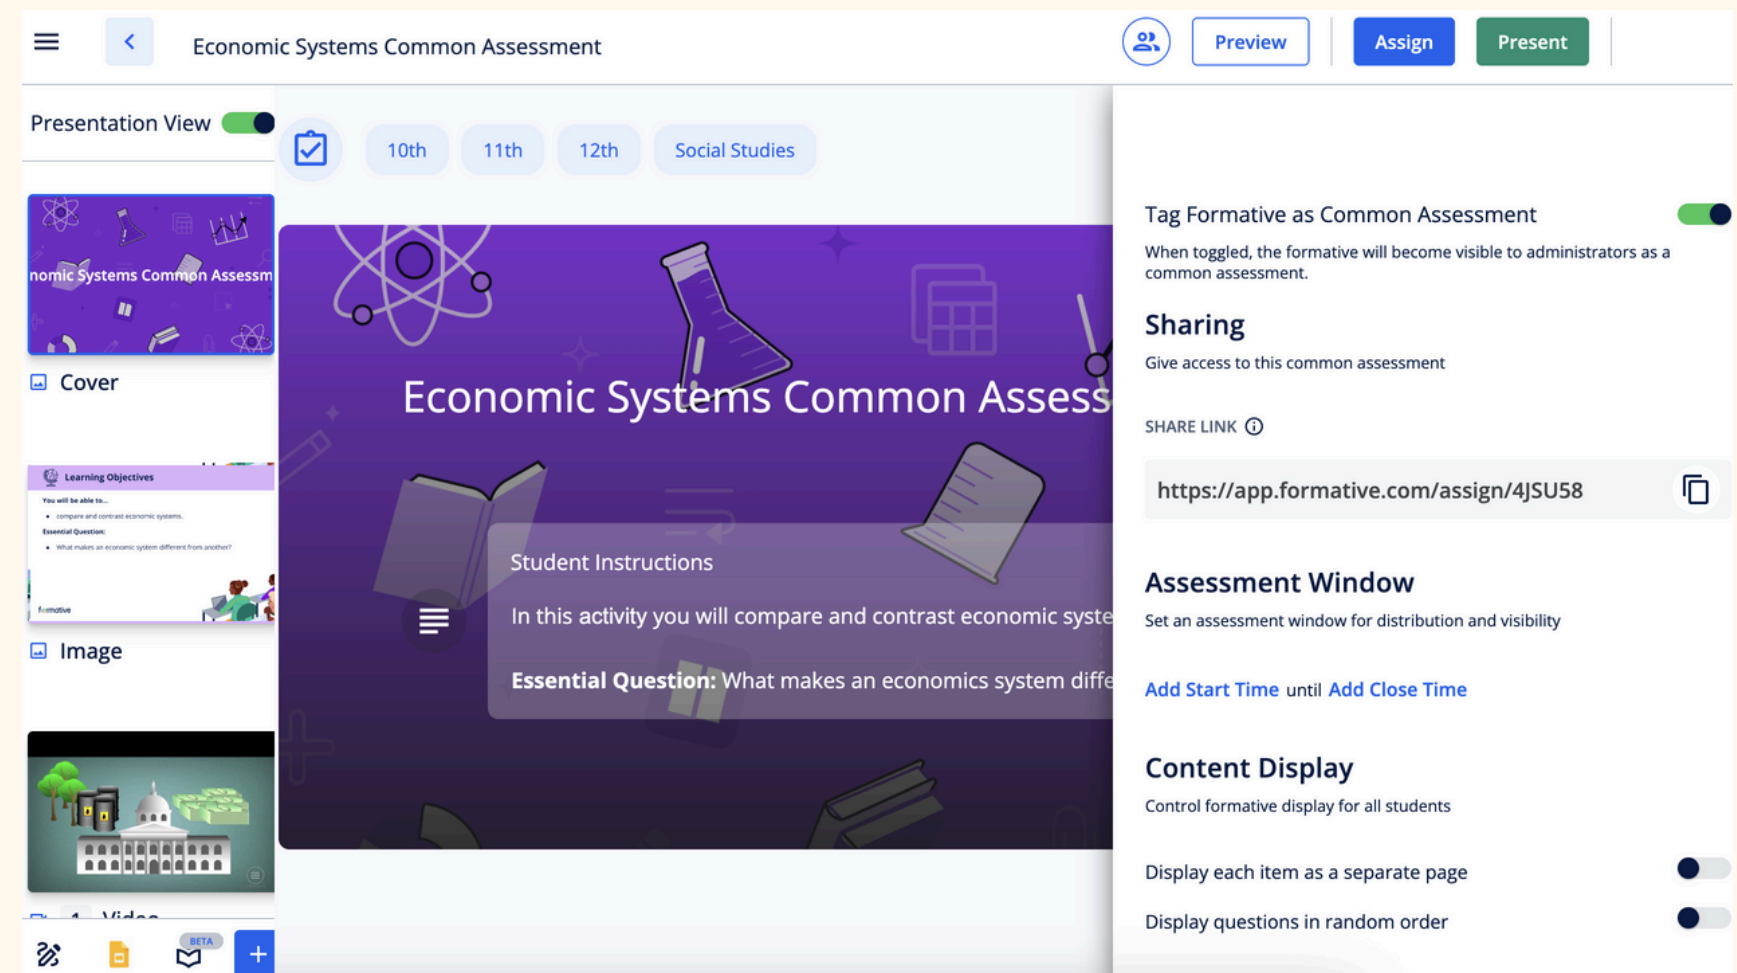 Economic Systems Common Assessment
Preview
Assign
Present
Presentation View
10th
11th
12th
Social Studies
nomic Systems Common Assessm
Cover
Learning Objectives
You will be able to...
compare and contrast economic systems.
Essential Question:
What makes an economic system different from another?
formative
Image
1 Video
BETA
+
Economic Systems Common Assess
Student Instructions
In this activity you will compare and contrast economic syste
Essential Question: What makes an economics system diffe
Tag Formative as Common Assessment
When toggled, the formative will become visible to administrators as a
common assessment.
Sharing
Give access to this common assessment
SHARE LINK
https://app.formative.com/assign/4JSU58
Assessment Window
Set an assessment window for distribution and visibility
Add Start Time until Add Close Time
Content Display
Control formative display for all students
Display each item as a separate page
Display questions in random order